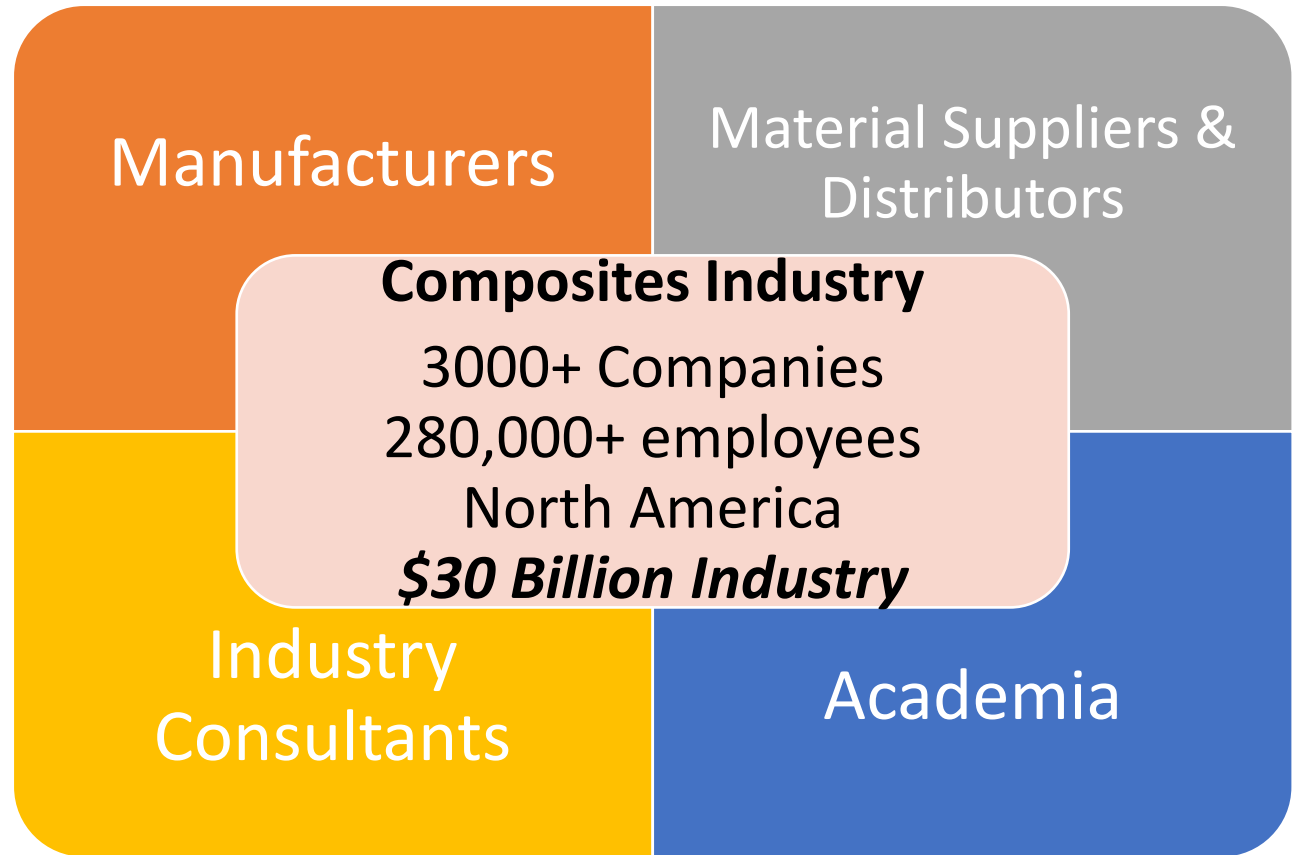 Manufacturers
Material Suppliers &
Distributors
Composites Industry
3000+ Companies
280,000+ employees
North America
$30 Billion Industry
Industry
Consultants
Academia